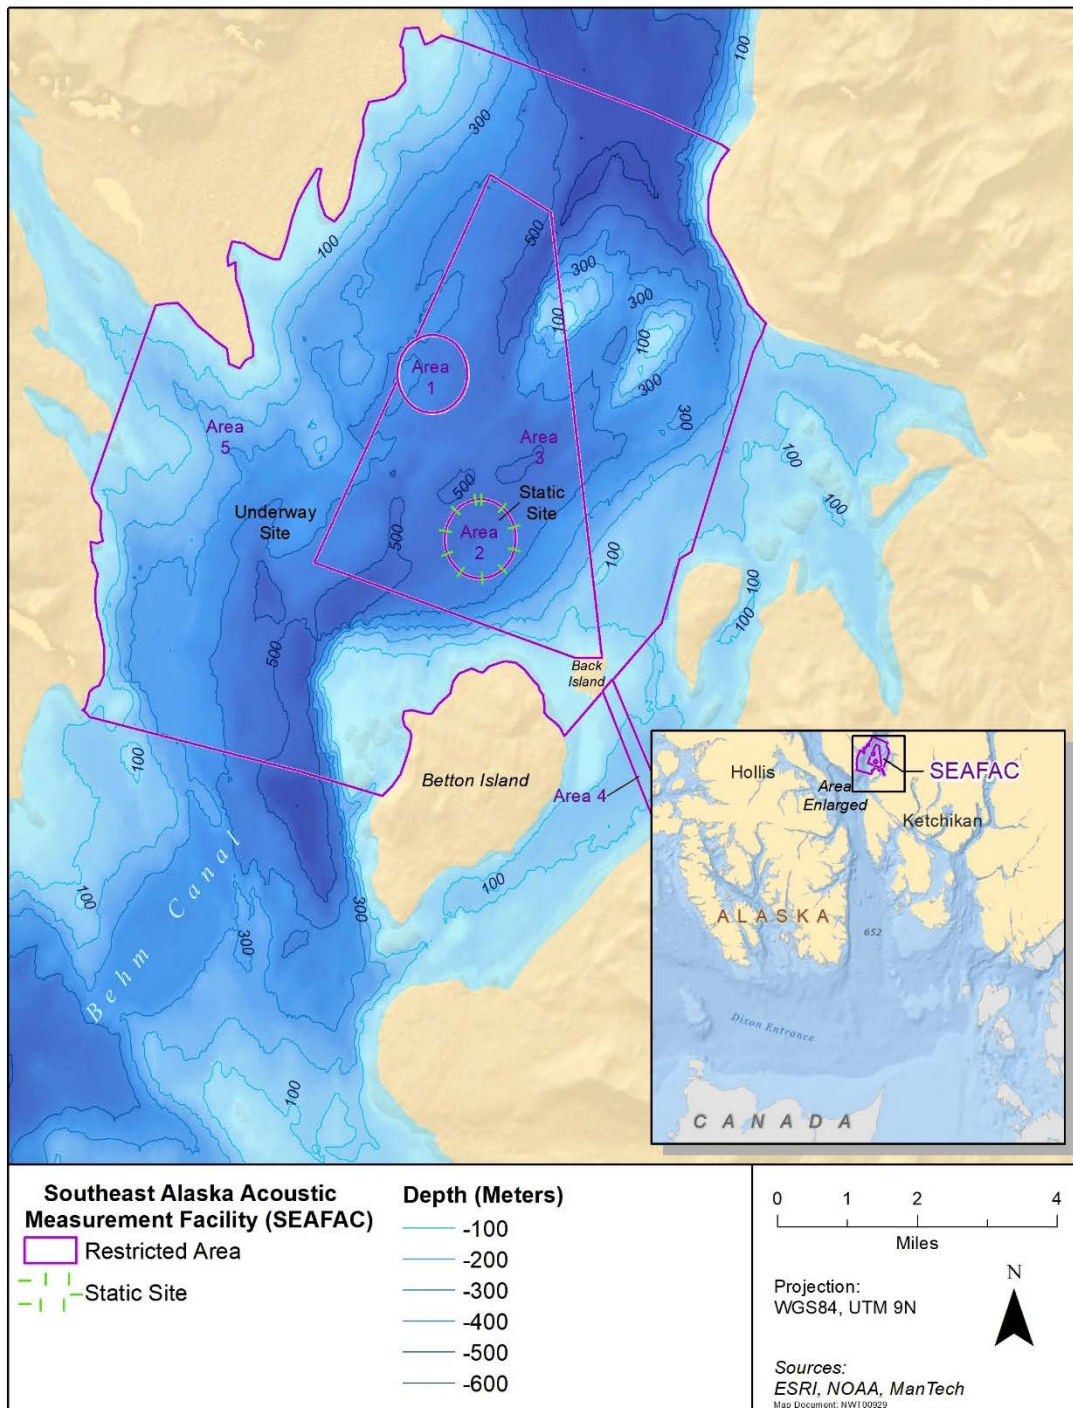 100
300
100
500
300
300
100
100
300
300
Area
1
Area
5
Area
3
100
100
500
Static
Site
Underway
Site
500
Area
2
100
100
100
500
Back
Island
100
Betton Island
Area 4
Behm Canal
100
100
300
300
100
Hollis
SEAFAC
Area
Enlarged
Ketchikan
ALASKA
652
Dixon Entrance
CANADA
Southeast Alaska Acoustic
Measurement Facility (SEAFAC)
Restricted Area
Static Site
Depth (Meters)
-100
-200
-300
-400
-500
-600
0 1 2 4
Miles
N
Projection:
WGS84, UTM 9N
Sources:
ESRI, NOAA, ManTech
Map Document: NWT00929